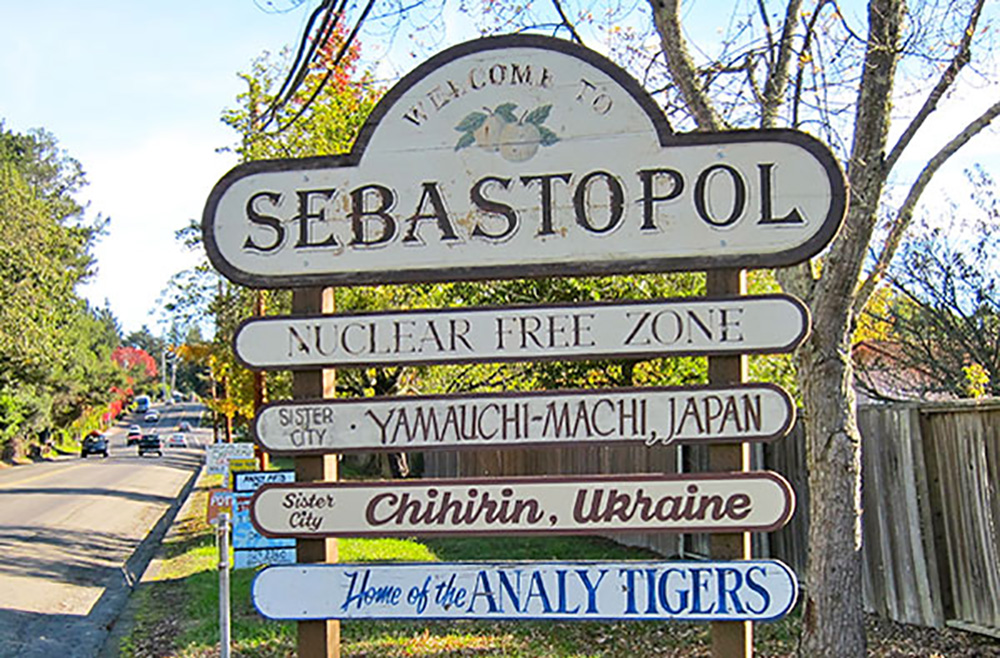 WELCOME TO
SEBASTOPOL
NUCLEAR FREE ZONE
SISTER CITY · YAMAUCHI-MACHI, JAPAN
Sister City Chihirin, Ukraine
Home of the ANALY TIGERS